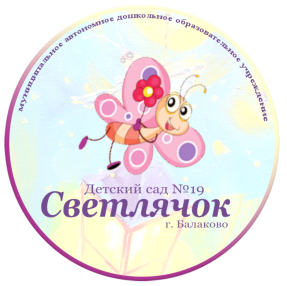 муниципальное автономное дошкольное образовательное учреждение
Детский сад №19
Светлячок
г. Балаково